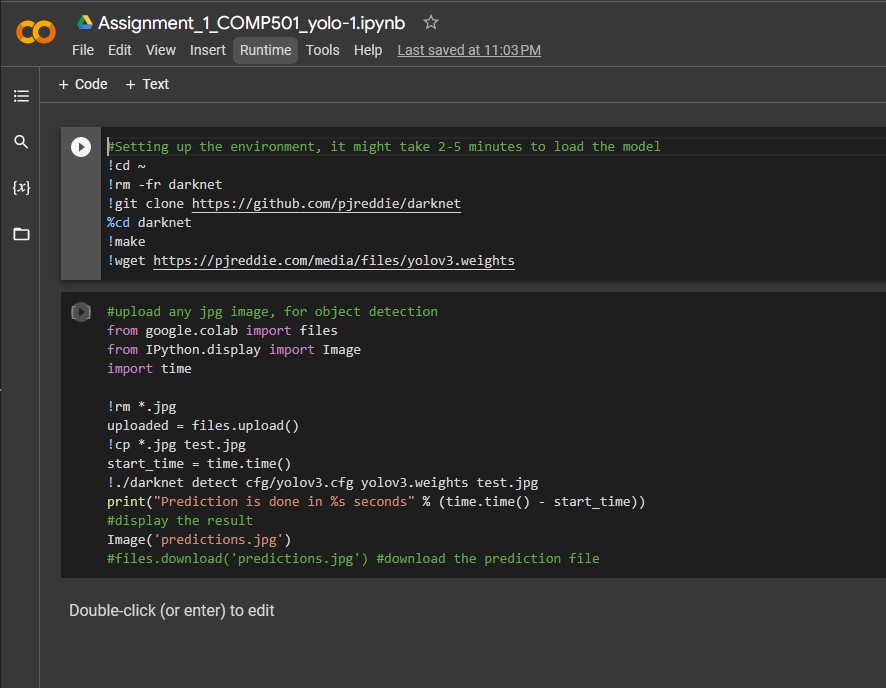 Assignment_1_COMP501_yolo-1.ipynb
File Edit View Insert Runtime Tools Help Last saved at 11:03 PM
+ Code + Text
#Setting up the environment, it might take 2-5 minutes to load the model
!cd ~
!rm -fr darknet
!git clone https://github.com/pjreddie/darknet
%cd darknet
!make
!wget https://pjreddie.com/media/files/yolov3.weights
{x}
#upload any jpg image, for object detection
from google.colab import files
from IPython.display import Image
import time
!rm *.jpg
uploaded = files.upload()
!cp *.jpg test.jpg
start_time = time.time()
!./darknet detect cfg/yolov3.cfg yolov3.weights test.jpg
print("Prediction is done in %s seconds" % (time.time() - start_time))
#display the result
Image('predictions.jpg')
#files.download('predictions.jpg') #download the prediction file
Double-click (or enter) to edit